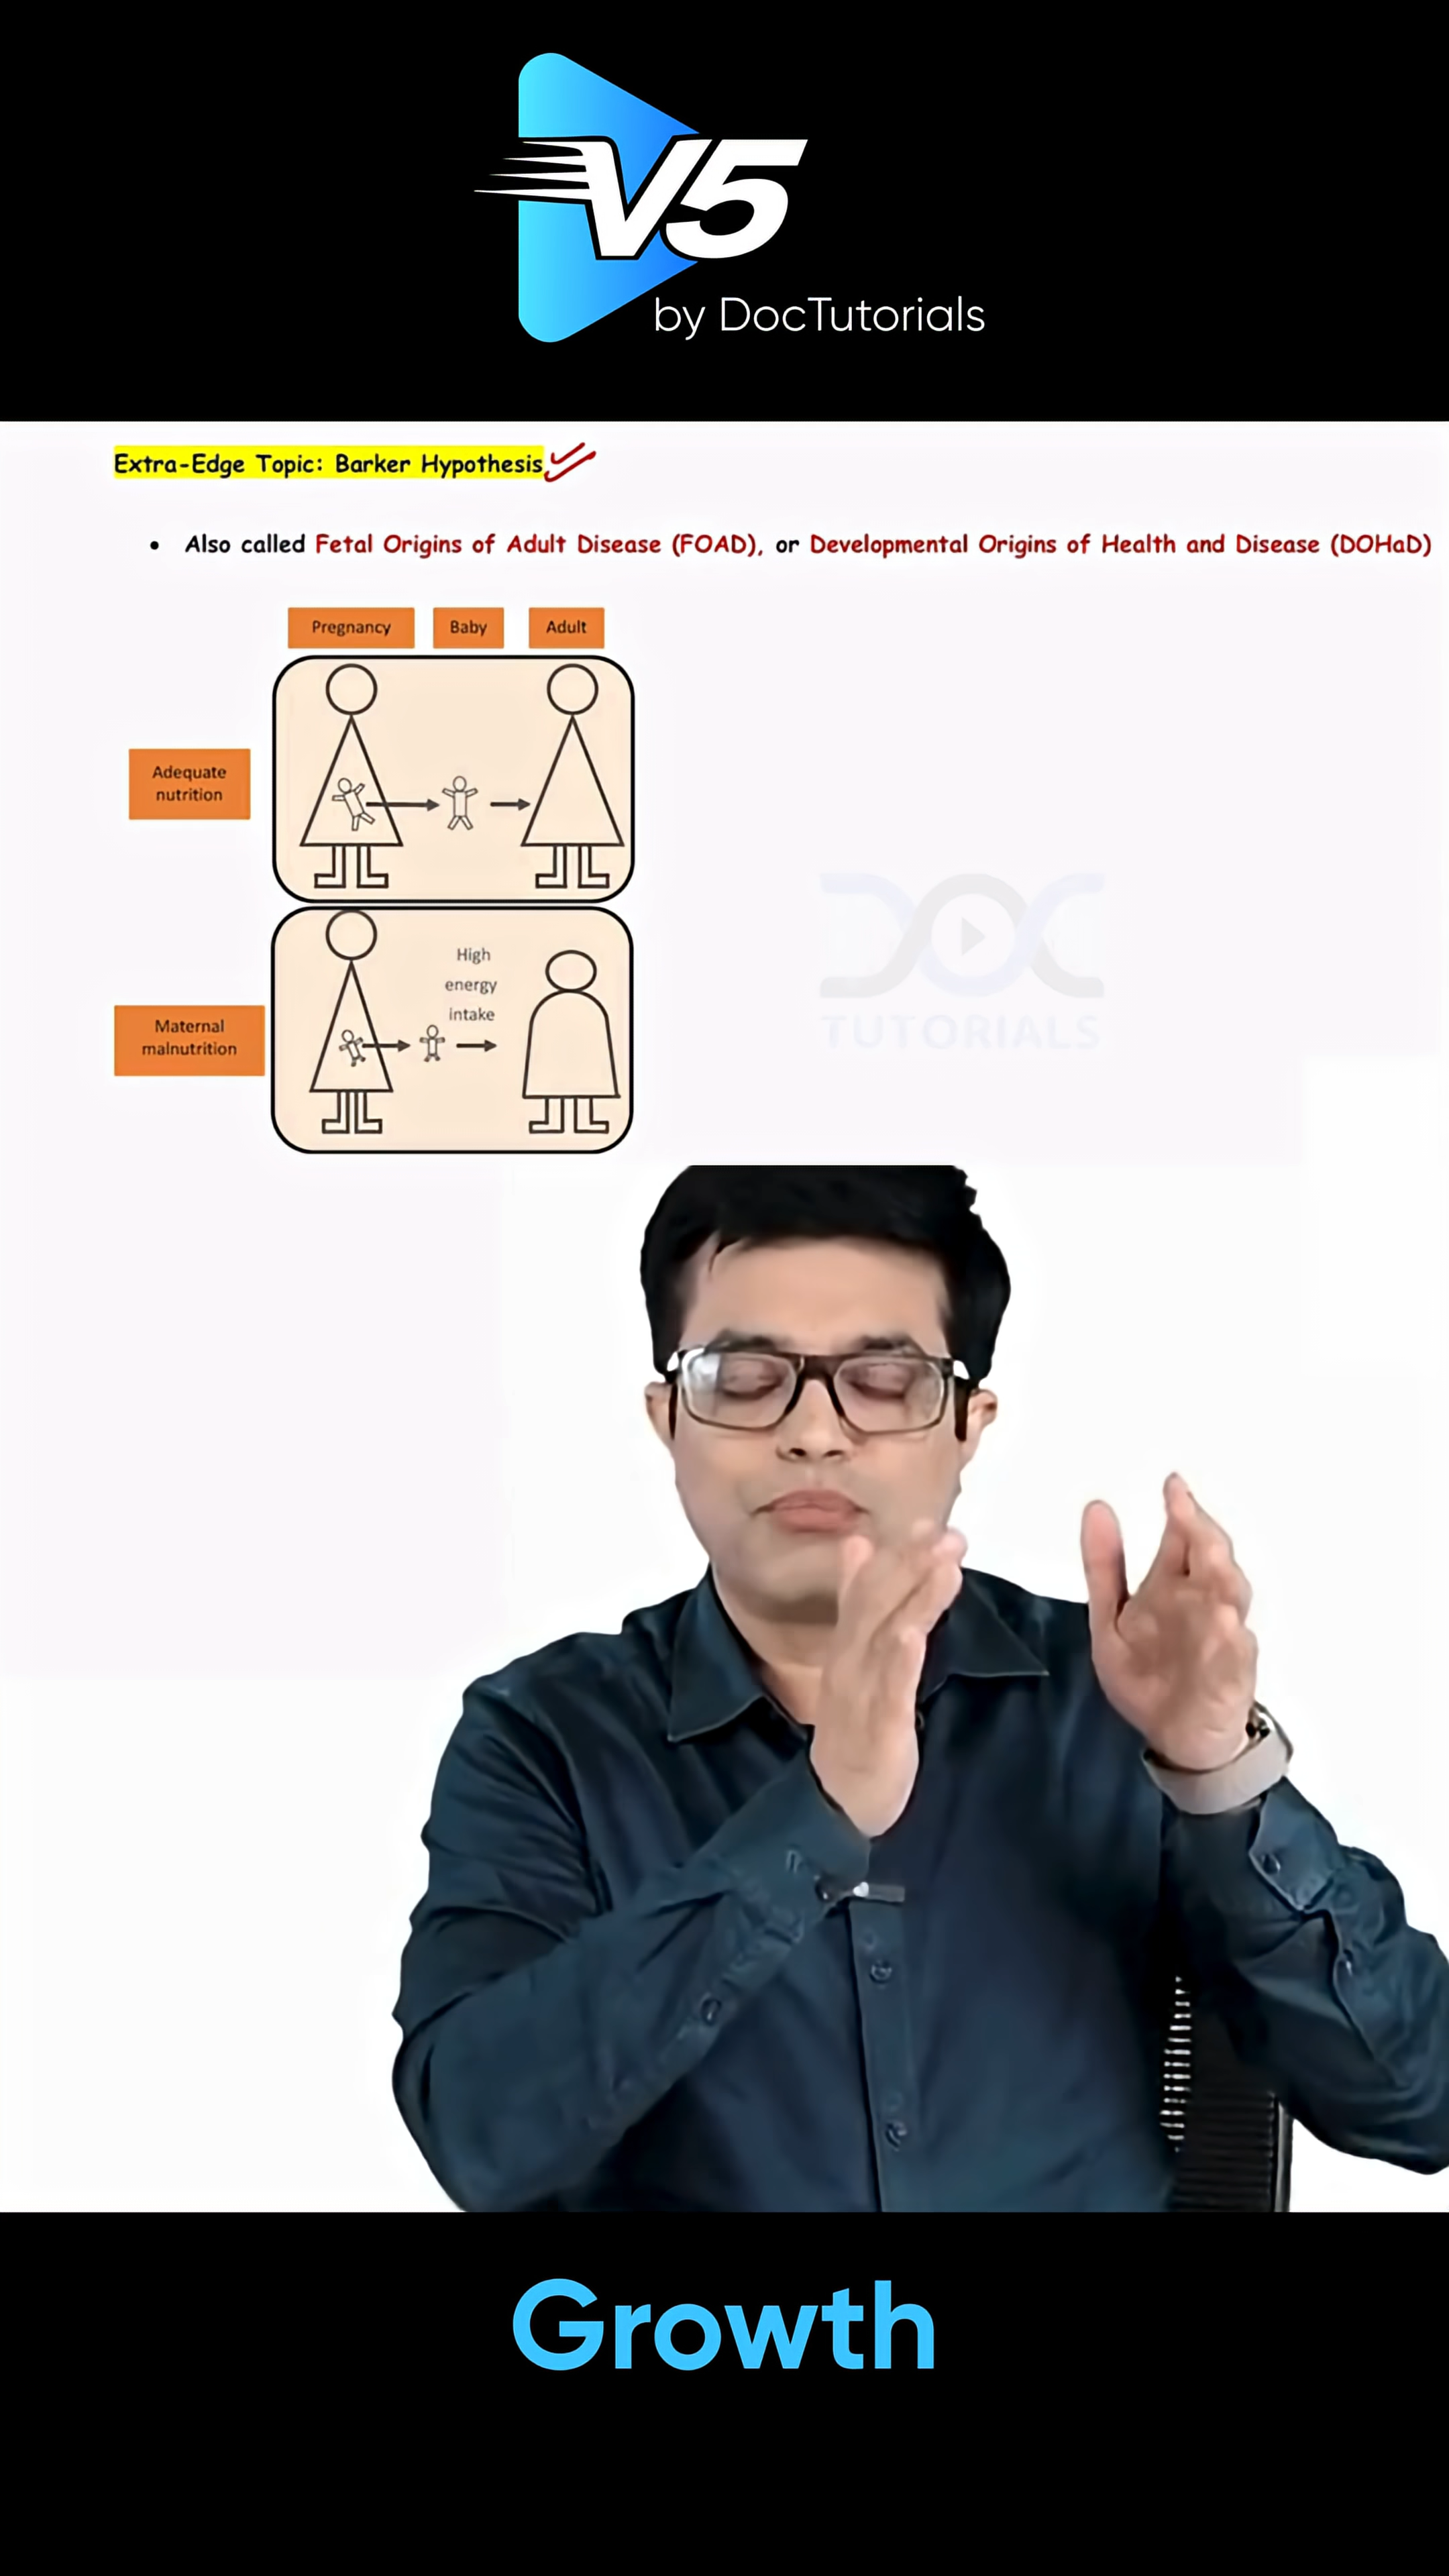 V5
by DocTutorials
Extra-Edge Topic: Barker Hypothesis
• Also called Fetal Origins of Adult Disease (FOAD), or Developmental Origins of Health and Disease (DOHaD)
Pregnancy Baby Adult
Adequate
nutrition
High
energy
intake
Maternal
malnutrition
DOC
TUTORIALS
Growth